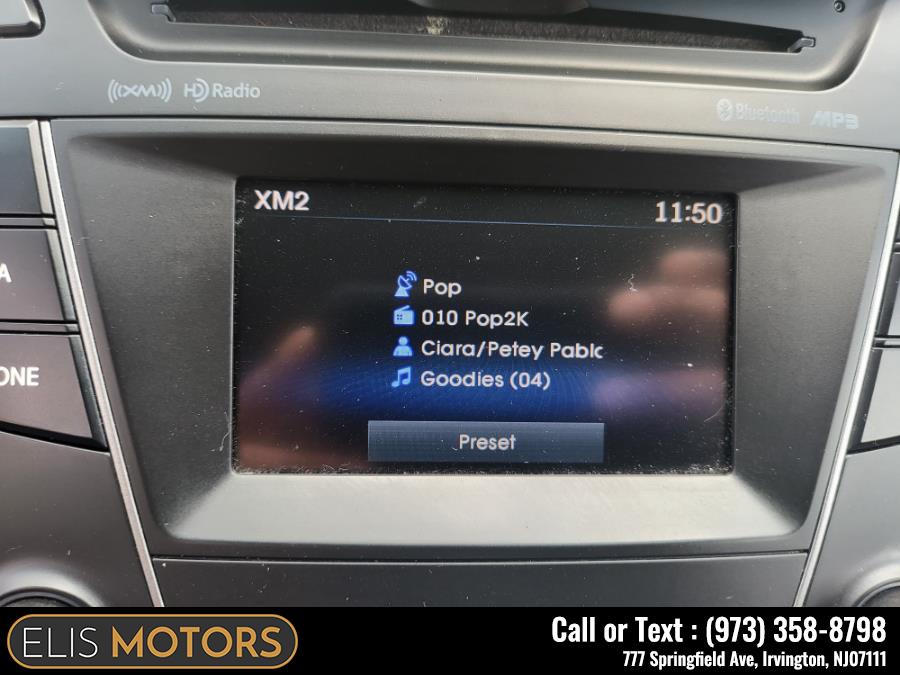 ((XM)) HD Radio
Bluetooth MP3
XM2
11:50
Pop
010 Pop2K
Ciara/Petey Pablc
Goodies (04)
Preset
A
ONE
ELIS MOTORS
Call or Text : (973) 358-8798
777 Springfield Ave, Irvington, NJ07111